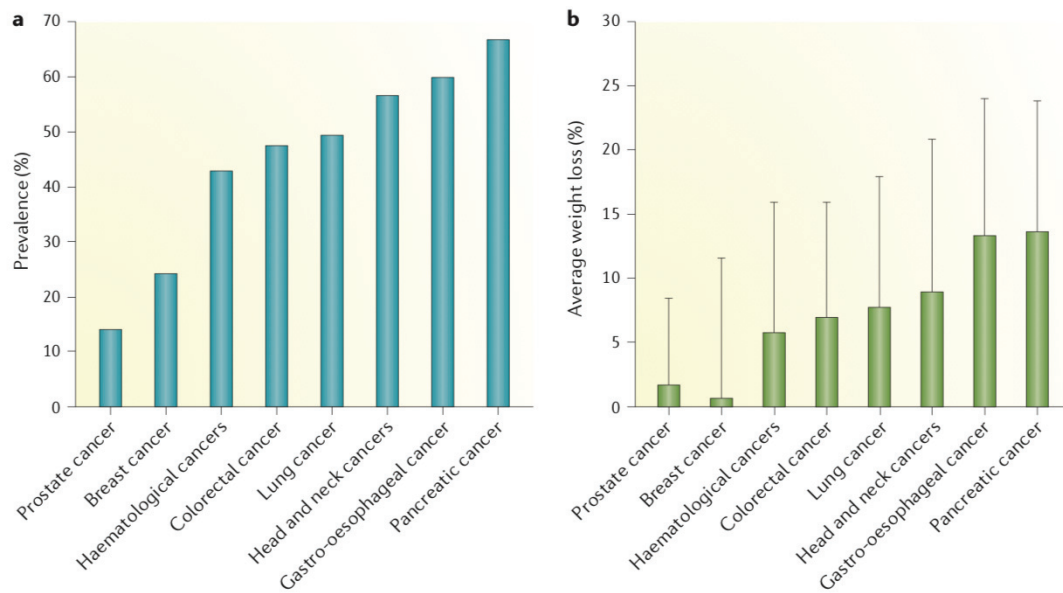 a
70
60
50
40
30
20
10
0
Prevalence (%)
Prostate cancer
Breast cancer
Haematological cancers
Colorectal cancer
Lung cancer
Head and neck cancers
Gastro-oesophageal cancer
Pancreatic cancer
b
30
25
20
15
10
5
0
Average weight loss (%)
Prostate cancer
Breast cancer
Haematological cancers
Colorectal cancer
Lung cancer
Head and neck cancers
Gastro-oesophageal cancer
Pancreatic cancer